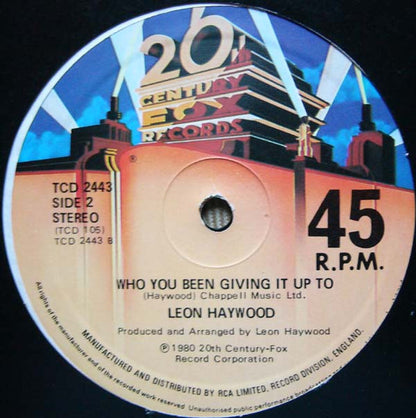 20th
CENTURY
FOX
RECORDS
®
TCD 2443
SIDE 2
STEREO
(TCD 105)
TCD 2443 B
45
R.P.M.
WHO YOU BEEN GIVING IT UP TO
(Haywood) Chappell Music Ltd.
LEON HAYWOOD
Produced and Arranged by Leon Haywood
℗ 1980 20th Century-Fox
Record Corporation
MANUFACTURED AND DISTRIBUTED BY RCA LIMITED, RECORD DIVISION, ENGLAND.
All rights of the manufacturer and of the owner of the recorded work reserved. Unauthorised public performance